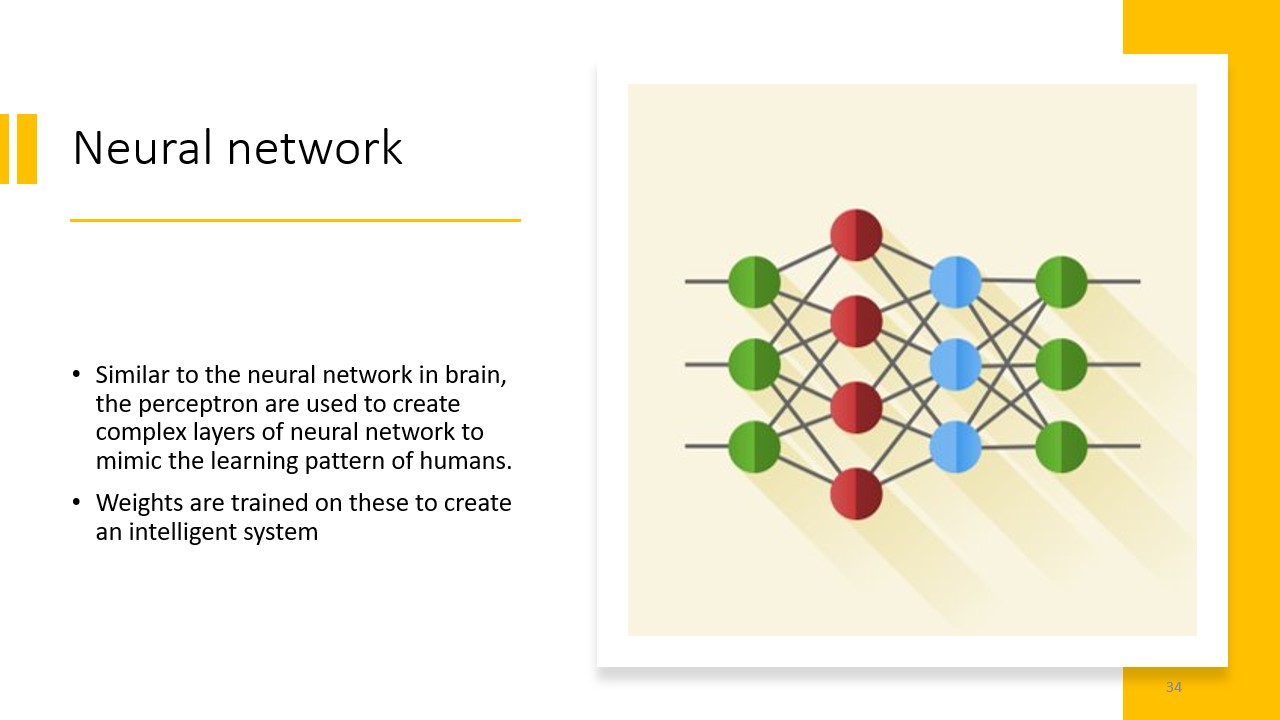 Neural network
• Similar to the neural network in brain,
the perceptron are used to create
complex layers of neural network to
mimic the learning pattern of humans.
• Weights are trained on these to create
an intelligent system
34